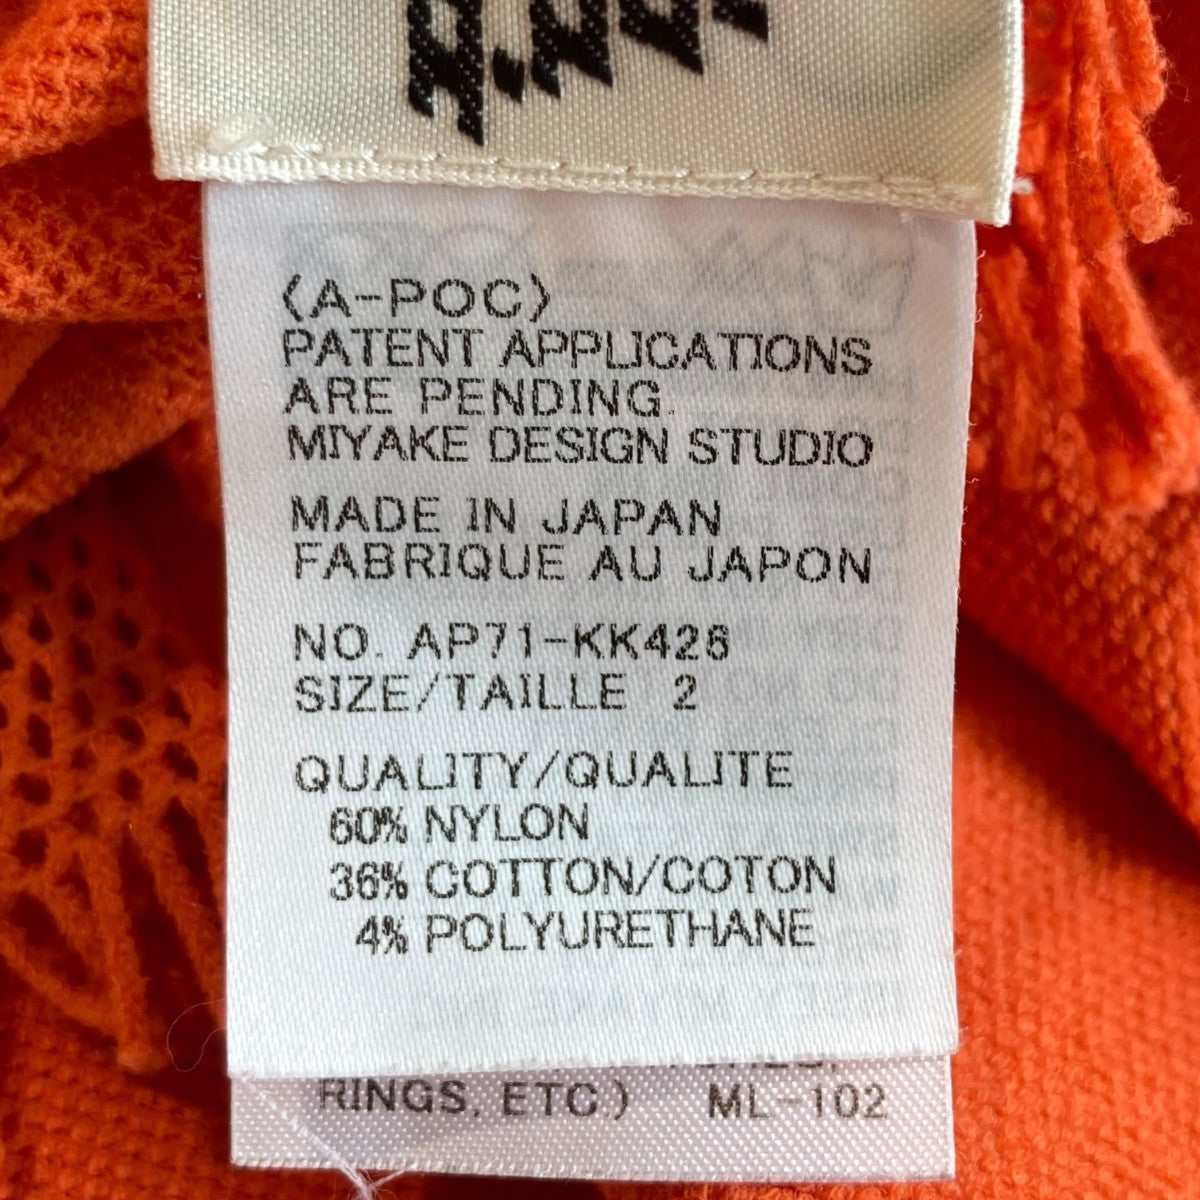 〈A-POC〉
PATENT APPLICATIONS
ARE PENDING.
MIYAKE DESIGN STUDIO
MADE IN JAPAN
FABRIQUE AU JAPON
NO. AP71-KK426
SIZE/TAILLE 2
QUALITY/QUALITE
60% NYLON
36% COTTON/COTON
4% POLYURETHANE
RINGS, ETC.) ML-102